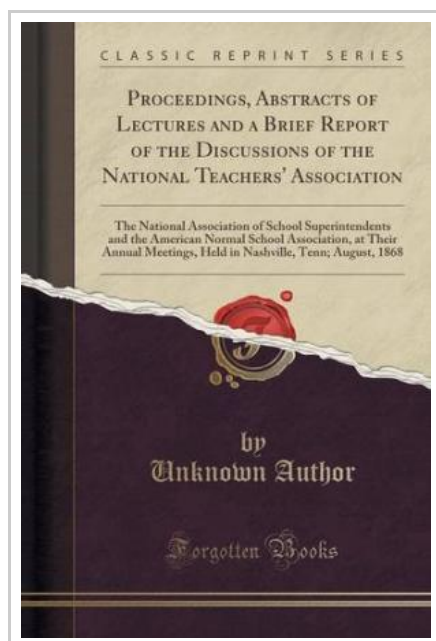 CLASSIC REPRINT SERIES
PROCEEDINGS, ABSTRACTS OF
LECTURES AND A BRIEF REPORT
OF THE DISCUSSIONS OF THE
NATIONAL TEACHERS' ASSOCIATION
The National Association of School Superintendents
and the American Normal School Association, at Their
Annual Meetings, Held in Nashville, Tenn; August, 1868
by
Unknown Author
Forgotten Books